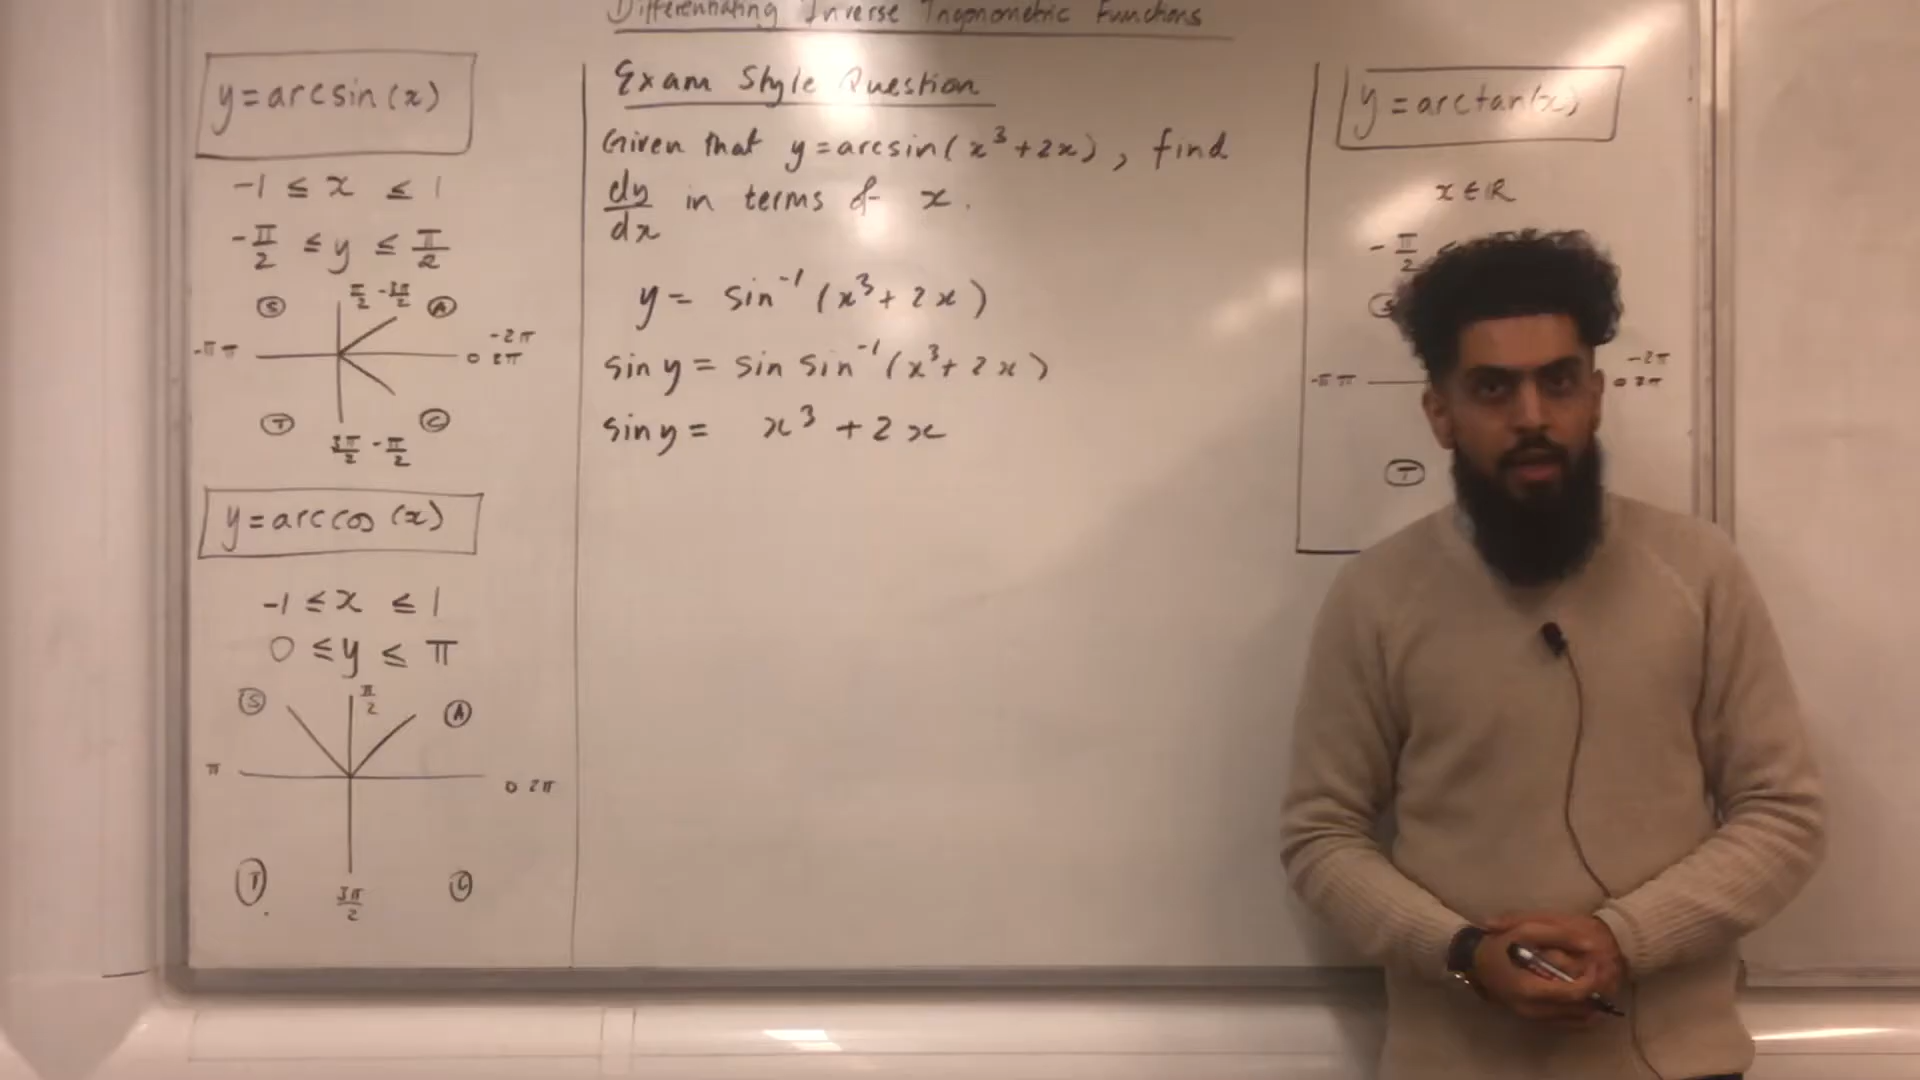 Differentiating Inverse Trigonometric Functions
y = arcsin(x)
-1 ≤ x ≤ 1
-π/2 ≤ y ≤ π/2
π/2 -3π/2
S A
-2π
-π π 0 2π
T C
3π/2 -π/2
y = arccos(x)
-1 ≤ x ≤ 1
0 ≤ y ≤ π
S π/2 A
π 0 2π
T 3π/2 C
Exam Style Question
Given that y = arcsin(x³ + 2x), find
dy/dx in terms of x.
y = sin⁻¹(x³ + 2x)
sin y = sin sin⁻¹(x³ + 2x)
sin y = x³ + 2x
y = arctan(x)
x ∈ ℝ
-π/2
S
-2π
-π π 0 2π
T